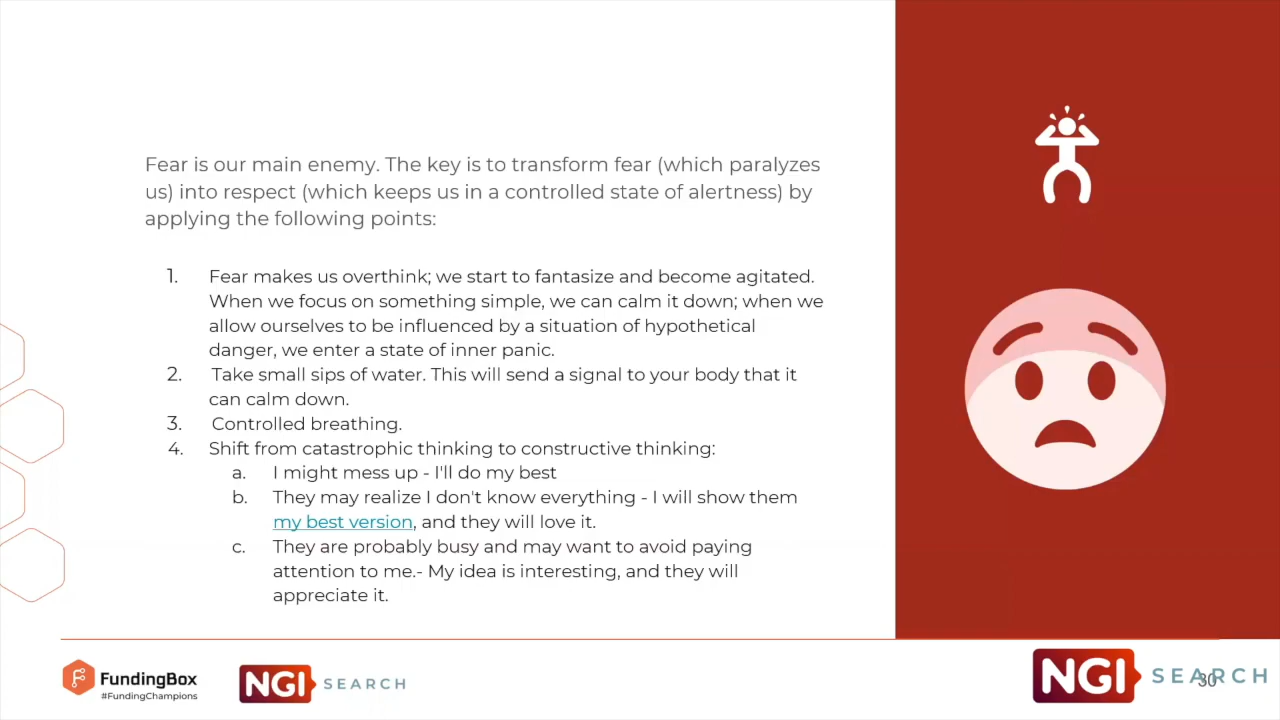 Fear is our main enemy. The key is to transform fear (which paralyzes
us) into respect (which keeps us in a controlled state of alertness) by
applying the following points:
1. Fear makes us overthink; we start to fantasize and become agitated.
When we focus on something simple, we can calm it down; when we
allow ourselves to be influenced by a situation of hypothetical
danger, we enter a state of inner panic.
2. Take small sips of water. This will send a signal to your body that it
can calm down.
3. Controlled breathing.
4. Shift from catastrophic thinking to constructive thinking:
a. I might mess up - I'll do my best
b. They may realize I don't know everything - I will show them
my best version, and they will love it.
c. They are probably busy and may want to avoid paying
attention to me.- My idea is interesting, and they will
appreciate it.
FundingBox
#FundingChampions
NGI SEARCH
NGI SEARCH
30